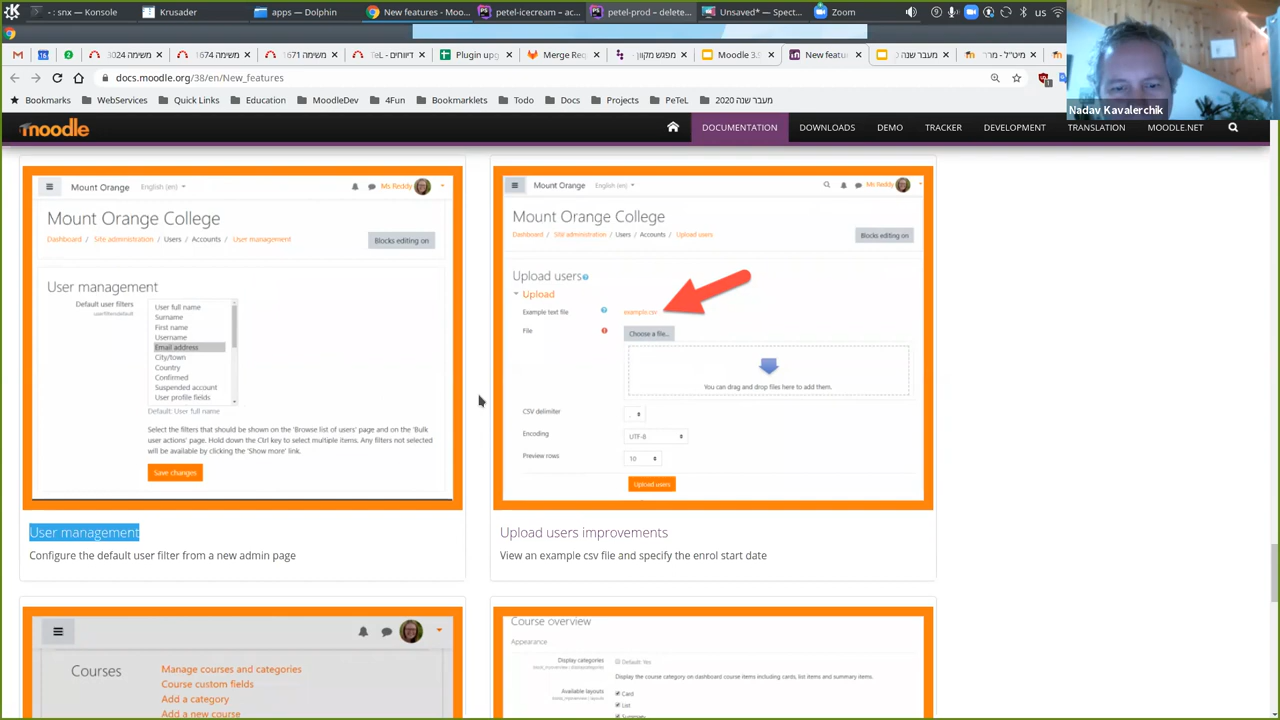 : snx — Konsole
Krusader
apps — Dolphin
New features - Moo...
petel-icecream – ac...
petel-prod – delete...
Unsaved* — Spect...
Zoom
us
משימה 3024
משימה 1674
משימה 1671
דיווחים - TeL
Plugin upg
Merge Re
מפגש מקוון
Moodle 3.
New featu
מעבר שנה
docs.moodle.org/38/en/New_features
Bookmarks
WebServices
Quick Links
Education
MoodleDev
4Fun
Bookmarklets
Todo
Docs
Projects
PeTeL
מעבר שנה 2020
Nadav Kavalerchik
moodle
DOCUMENTATION
DOWNLOADS
DEMO
TRACKER
DEVELOPMENT
TRANSLATION
MOODLE.NET
Mount Orange
English (en)
Ms Reddy
Mount Orange College
Dashboard / Site administration / Users / Accounts / User management
Blocks editing on
User management
Default user filters
userfiltersdefault
User full name
Surname
First name
Username
Email address
City/town
Country
Confirmed
Suspended account
User profile fields
Default: User full name
Select the filters that should be shown on the 'Browse list of users' page and on the 'Bulk
user actions' page. Hold down the Ctrl key to select multiple items. Any filters not selected
will be available by clicking the 'Show more' link.
Save changes
User management
Configure the default user filter from a new admin page
Mount Orange
English (en)
Ms Reddy
Mount Orange College
Dashboard / Site administration / Users / Accounts / Upload users
Blocks editing on
Upload users
Upload
Example text file
example.csv
File
Choose a file...
You can drag and drop files here to add them.
CSV delimiter
Encoding
UTF-8
Preview rows
10
Upload users
Upload users improvements
View an example csv file and specify the enrol start date
Courses
Manage courses and categories
Course custom fields
Add a category
Add a new course
Course overview
Appearance
Display categories
Default: Yes
Display the course category on dashboard course items including cards, list items and summary items.
Available layouts
Card
List
Summary